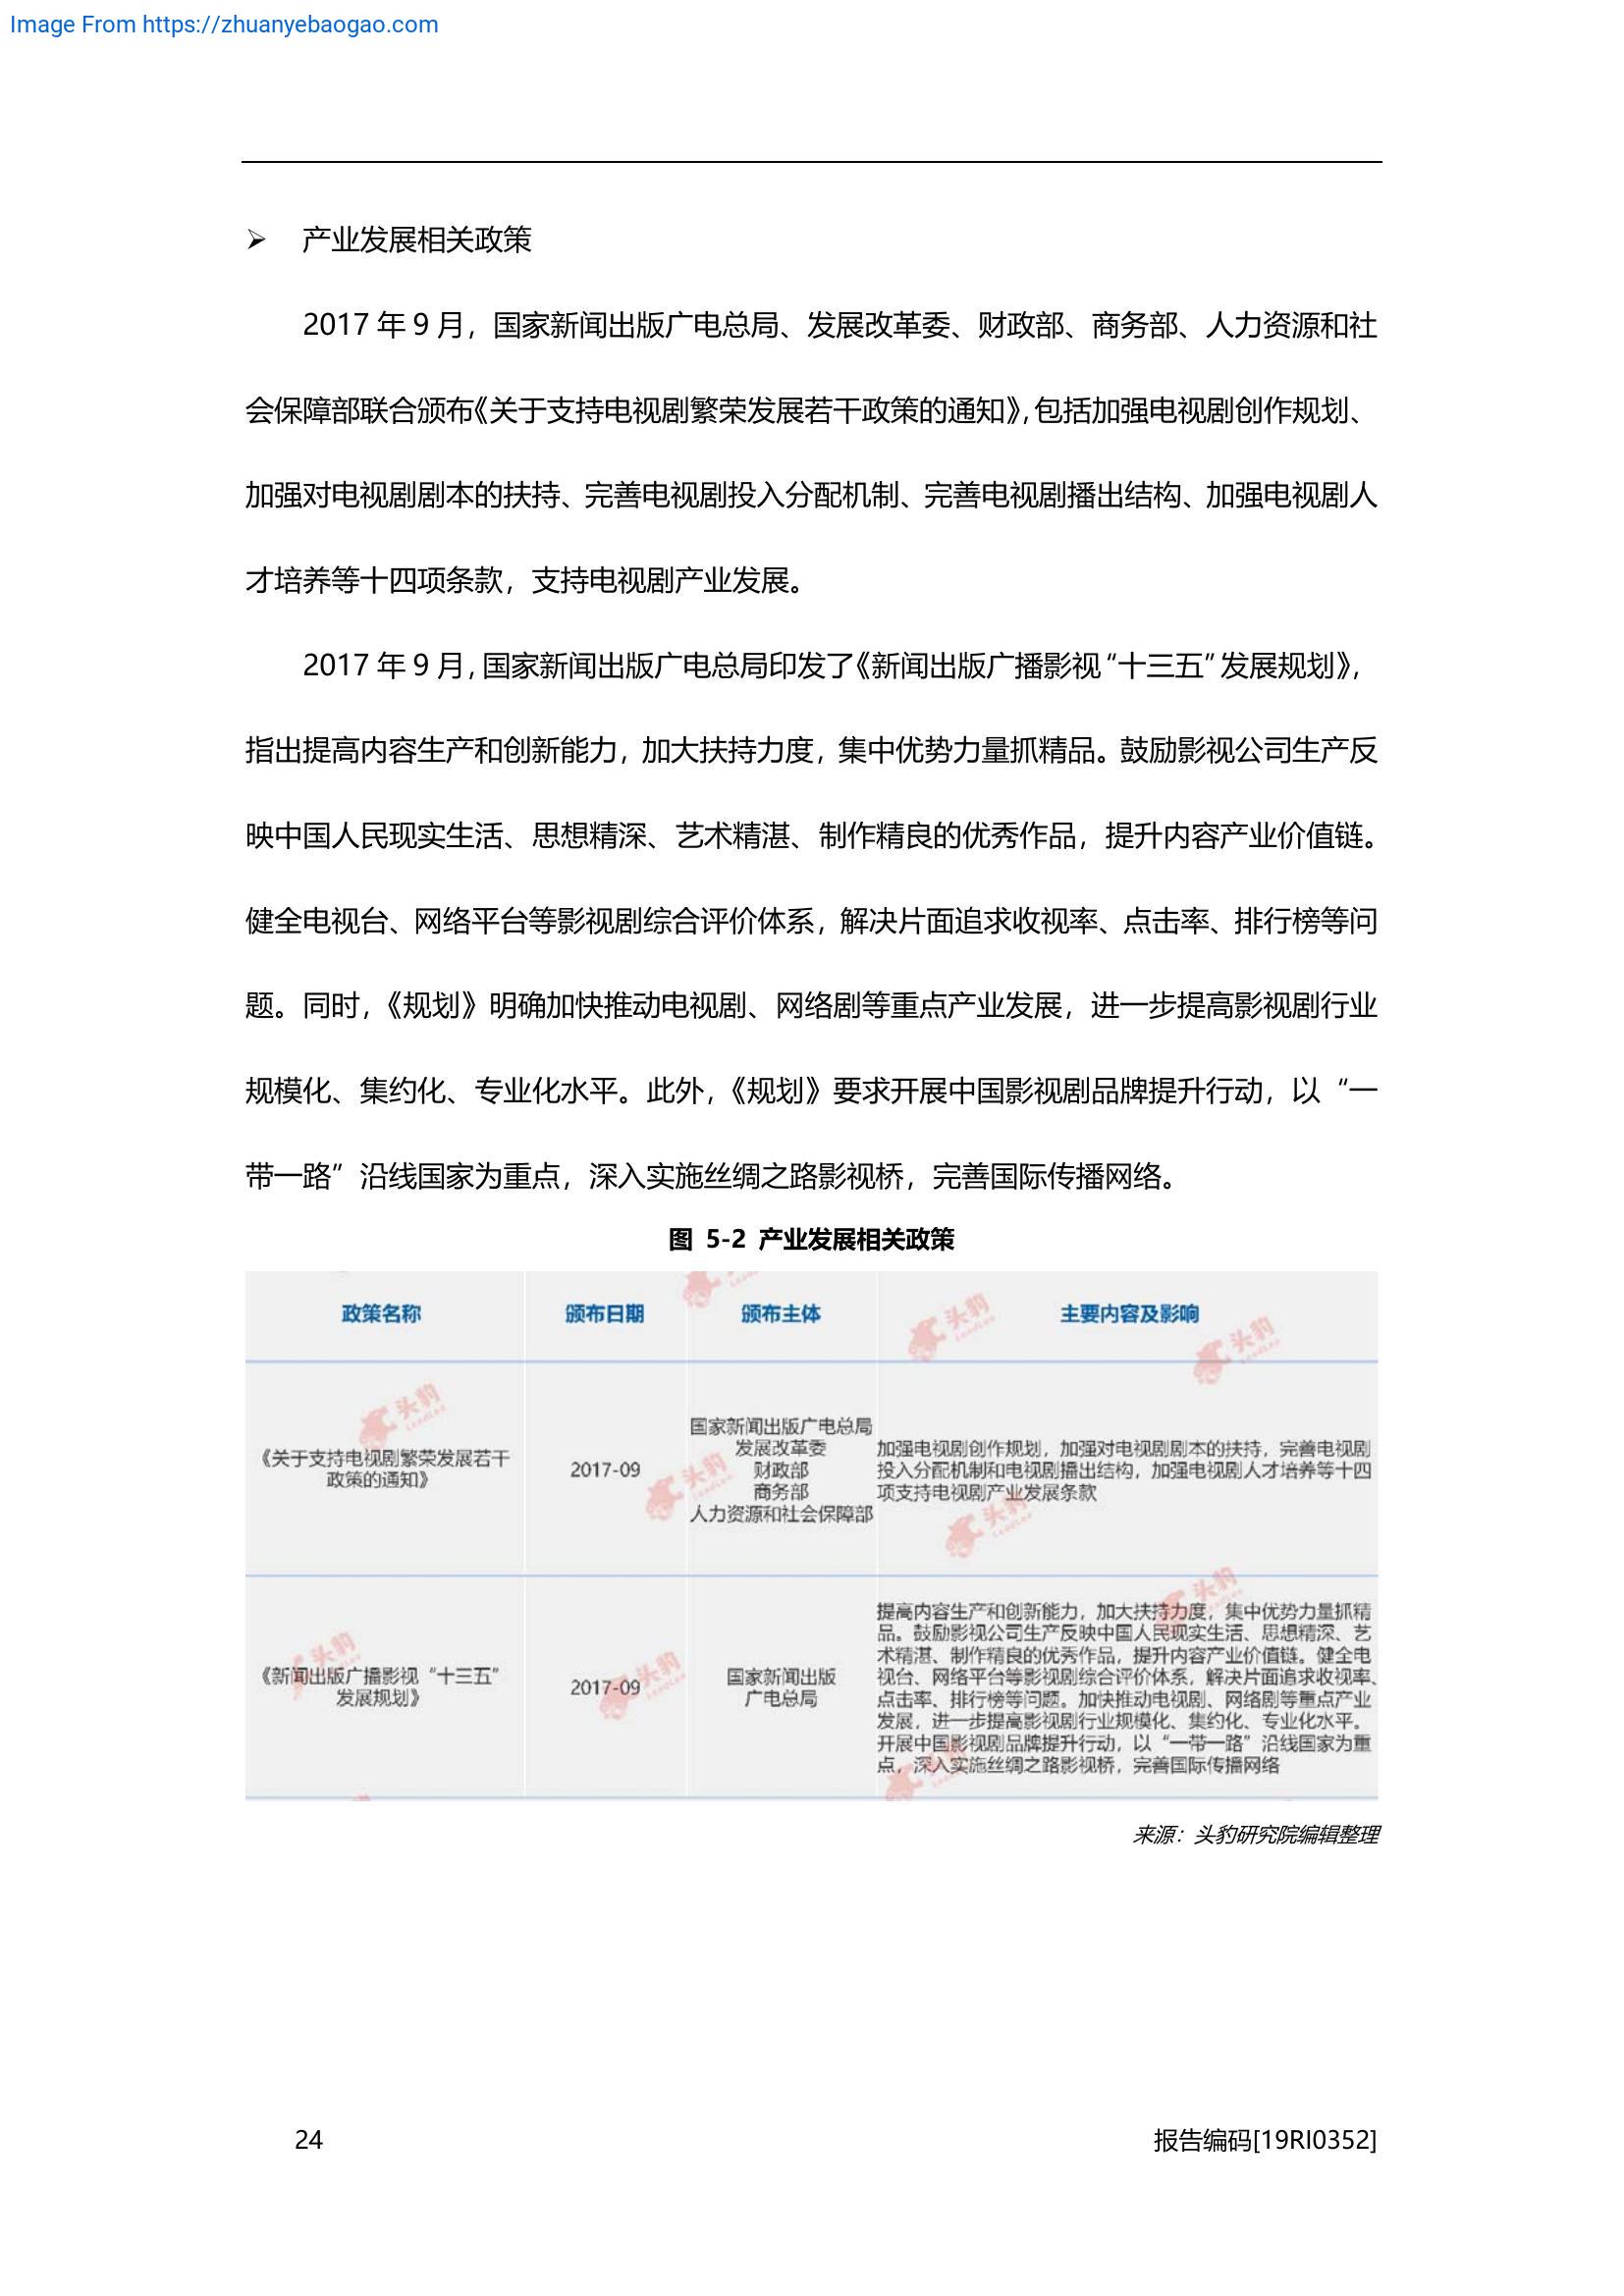 Image From https://zhuanyebaogao.com
➢ 产业发展相关政策
2017 年 9 月，国家新闻出版广电总局、发展改革委、财政部、商务部、人力资源和社
会保障部联合颁布《关于支持电视剧繁荣发展若干政策的通知》，包括加强电视剧创作规划、
加强对电视剧剧本的扶持、完善电视剧投入分配机制、完善电视剧播出结构、加强电视剧人
才培养等十四项条款，支持电视剧产业发展。
2017 年 9 月，国家新闻出版广电总局印发了《新闻出版广播影视“十三五”发展规划》，
指出提高内容生产和创新能力，加大扶持力度，集中优势力量抓精品。鼓励影视公司生产反
映中国人民现实生活、思想精深、艺术精湛、制作精良的优秀作品，提升内容产业价值链。
健全电视台、网络平台等影视剧综合评价体系，解决片面追求收视率、点击率、排行榜等问
题。同时，《规划》明确加快推动电视剧、网络剧等重点产业发展，进一步提高影视剧行业
规模化、集约化、专业化水平。此外，《规划》要求开展中国影视剧品牌提升行动，以“一
带一路”沿线国家为重点，深入实施丝绸之路影视桥，完善国际传播网络。
图 5-2 产业发展相关政策
政策名称 颁布日期 颁布主体 主要内容及影响
《关于支持电视剧繁荣发展若干
政策的通知》
2017-09
国家新闻出版广电总局
发展改革委
财政部
商务部
人力资源和社会保障部
加强电视剧创作规划，加强对电视剧剧本的扶持，完善电视剧
投入分配机制和电视剧播出结构，加强电视剧人才培养等十四
项支持电视剧产业发展条款
《新闻出版广播影视“十三五”
发展规划》
2017-09
国家新闻出版
广电总局
提高内容生产和创新能力，加大扶持力度，集中优势力量抓精
品。鼓励影视公司生产反映中国人民现实生活、思想精深、艺
术精湛、制作精良的优秀作品，提升内容产业价值链。健全电
视台、网络平台等影视剧综合评价体系，解决片面追求收视率、
点击率、排行榜等问题。加快推动电视剧、网络剧等重点产业
发展，进一步提高影视剧行业规模化、集约化、专业化水平。
开展中国影视剧品牌提升行动，以“一带一路”沿线国家为重
点，深入实施丝绸之路影视桥，完善国际传播网络
来源：头豹研究院编辑整理
24
报告编码[19RI0352]